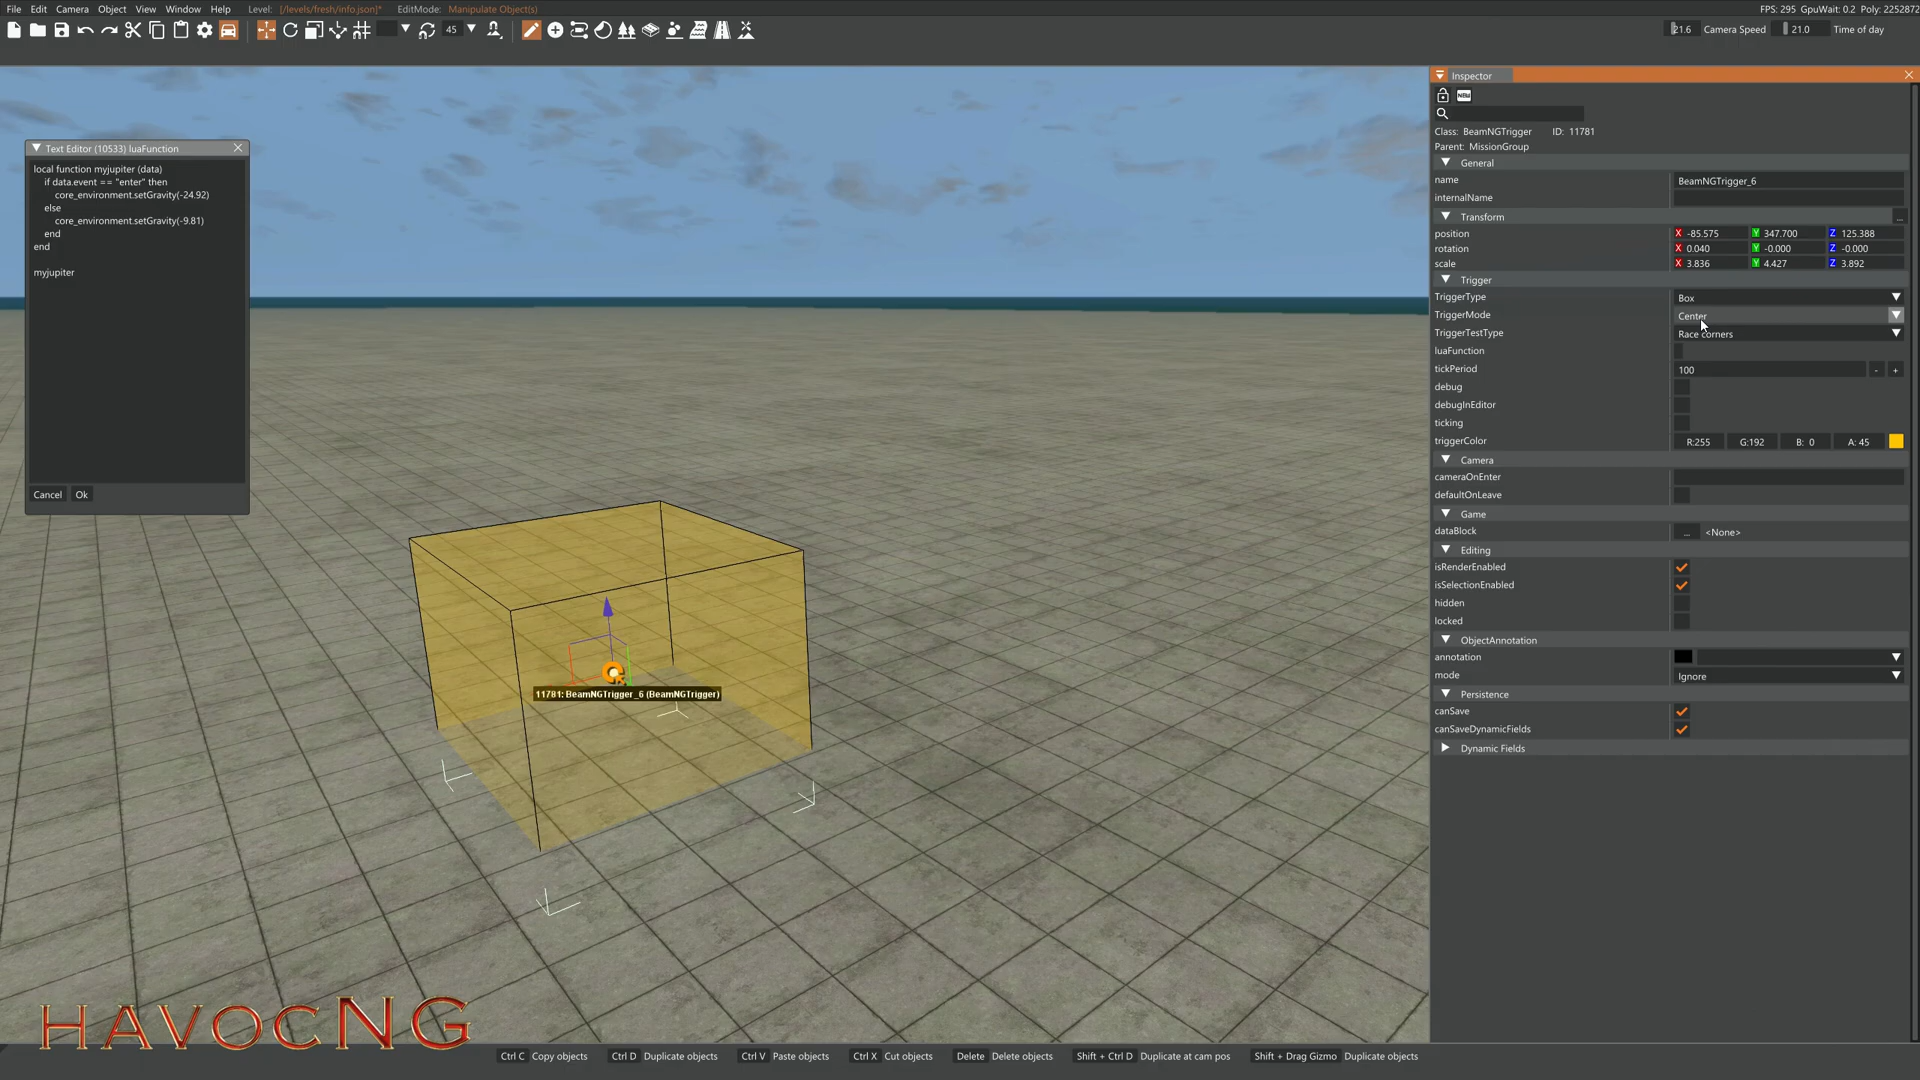 File Edit Camera Object View Window Help Level: [/levels/fresh/info.json]* EditMode: Manipulate Object(s) FPS: 295 GpuWait: 0.2 Poly: 2252872
45 21.6 Camera Speed 21.0 Time of day
Inspector
NEW
Class: BeamNGTrigger ID: 11781
Parent: MissionGroup
General
name BeamNGTrigger_6
internalName
Transform ...
position X -85.575 Y 347.700 Z 125.388
rotation X 0.040 Y -0.000 Z -0.000
scale X 3.836 Y 4.427 Z 3.892
Trigger
TriggerType Box
TriggerMode Center
TriggerTestType Race corners
luaFunction
tickPeriod 100 - +
debug
debugInEditor
ticking
triggerColor R:255 G:192 B: 0 A: 45
Camera
cameraOnEnter
defaultOnLeave
Game
dataBlock ... <None>
Editing
isRenderEnabled
isSelectionEnabled
hidden
locked
ObjectAnnotation
annotation
mode Ignore
Persistence
canSave
canSaveDynamicFields
Dynamic Fields
Text Editor (10533) luaFunction
local function myjupiter (data)
if data.event == "enter" then
core_environment.setGravity(-24.92)
else
core_environment.setGravity(-9.81)
end
end
myjupiter
Cancel Ok
11781: BeamNGTrigger_6 (BeamNGTrigger)
HAVOCNG
Ctrl C Copy objects Ctrl D Duplicate objects Ctrl V Paste objects Ctrl X Cut objects Delete Delete objects Shift + Ctrl D Duplicate at cam pos Shift + Drag Gizmo Duplicate objects